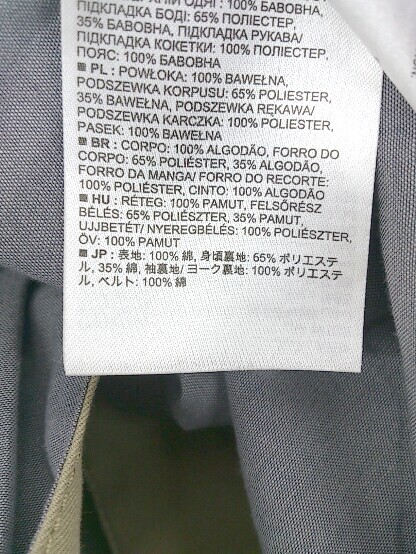 ОДЯГ: 100% БАВОВНА,
ПІДКЛАДКА БОДІ: 65% ПОЛІЕСТЕР,
35% БАВОВНА, ПІДКЛАДКА РУКАВА/
ПІДКЛАДКА КОКЕТКИ: 100% ПОЛІЕСТЕР,
ПОЯС: 100% БАВОВНА
■ PL : POWŁOKA: 100% BAWEŁNA,
PODSZEWKA KORPUSU: 65% POLIESTER,
35% BAWEŁNA, PODSZEWKA RĘKAWA/
PODSZEWKA KARCZKA: 100% POLIESTER,
PASEK: 100% BAWEŁNA
■ BR : CORPO: 100% ALGODÃO, FORRO DO
CORPO: 65% POLIÉSTER, 35% ALGODÃO,
FORRO DA MANGA/ FORRO DE RECORTE:
100% POLIÉSTER, CINTO: 100% ALGODÃO
■ HU : RÉTEG: 100% PAMUT, FELSŐRÉSZ
BÉLÉS: 65% POLIÉSZTER, 35% PAMUT,
UJJBETÉT/ NYEREGBÉLÉS: 100% POLIÉSZTER,
ÖV: 100% PAMUT
■ JP : 表地: 100% 綿, 身頃裏地: 65% ポリエステ
ル, 35% 綿, 袖裏地/ ヨーク裏地: 100% ポリエステ
ル, ベルト: 100% 綿